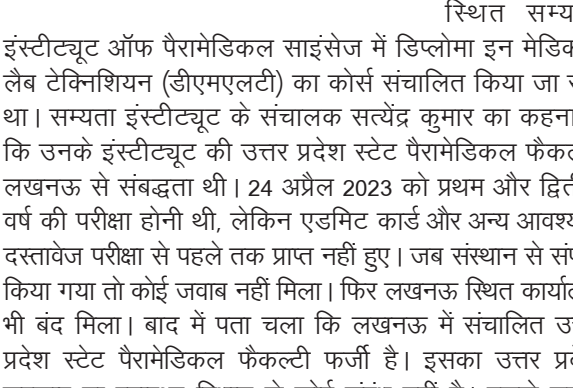 स्थित सम्य
इंस्टीट्यूट ऑफ पैरामेडिकल साइंसेज में डिप्लोमा इन मेडिक
लैब टेक्निशियन (डीएमएलटी) का कोर्स संचालित किया जा र
था। सम्यता इंस्टीट्यूट के संचालक सत्येंद्र कुमार का कहना
कि उनके इंस्टीट्यूट की उत्तर प्रदेश स्टेट पैरामेडिकल फैकल
लखनऊ से संबद्धता थी। 24 अप्रैल 2023 को प्रथम और द्विती
वर्ष की परीक्षा होनी थी, लेकिन एडमिट कार्ड और अन्य आवश्य
दस्तावेज परीक्षा से पहले तक प्राप्त नहीं हुए। जब संस्थान से संप
किया गया तो कोई जवाब नहीं मिला। फिर लखनऊ स्थित कार्याल
भी बंद मिला। बाद में पता चला कि लखनऊ में संचालित उत्त
प्रदेश स्टेट पैरामेडिकल फैकल्टी फर्जी है। इसका उत्तर प्रदे